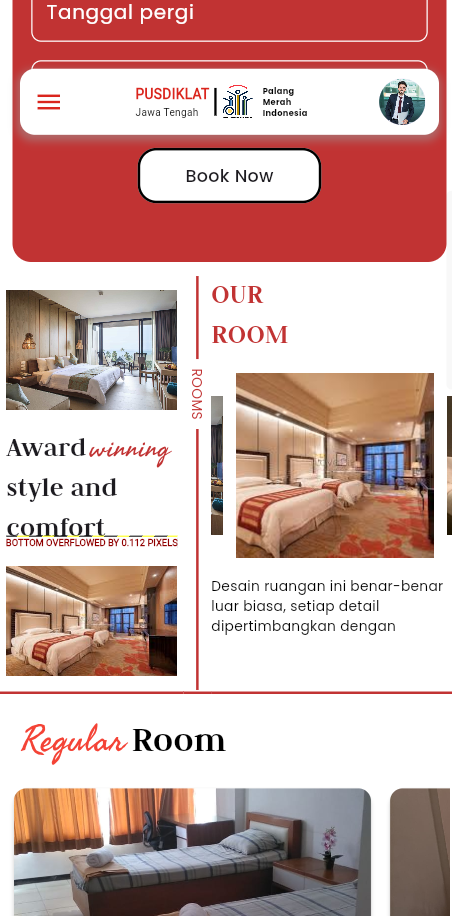 Tanggal pergi
PUSDIKLAT
Jawa Tengah
Palang
Merah
Indonesia
Book Now
Award winning
style and
comfort
BOTTOM OVERFLOWED BY 0.112 PIXELS
ROOMS
OUR
ROOM
Desain ruangan ini benar-benar
luar biasa, setiap detail
dipertimbangkan dengan
Regular Room